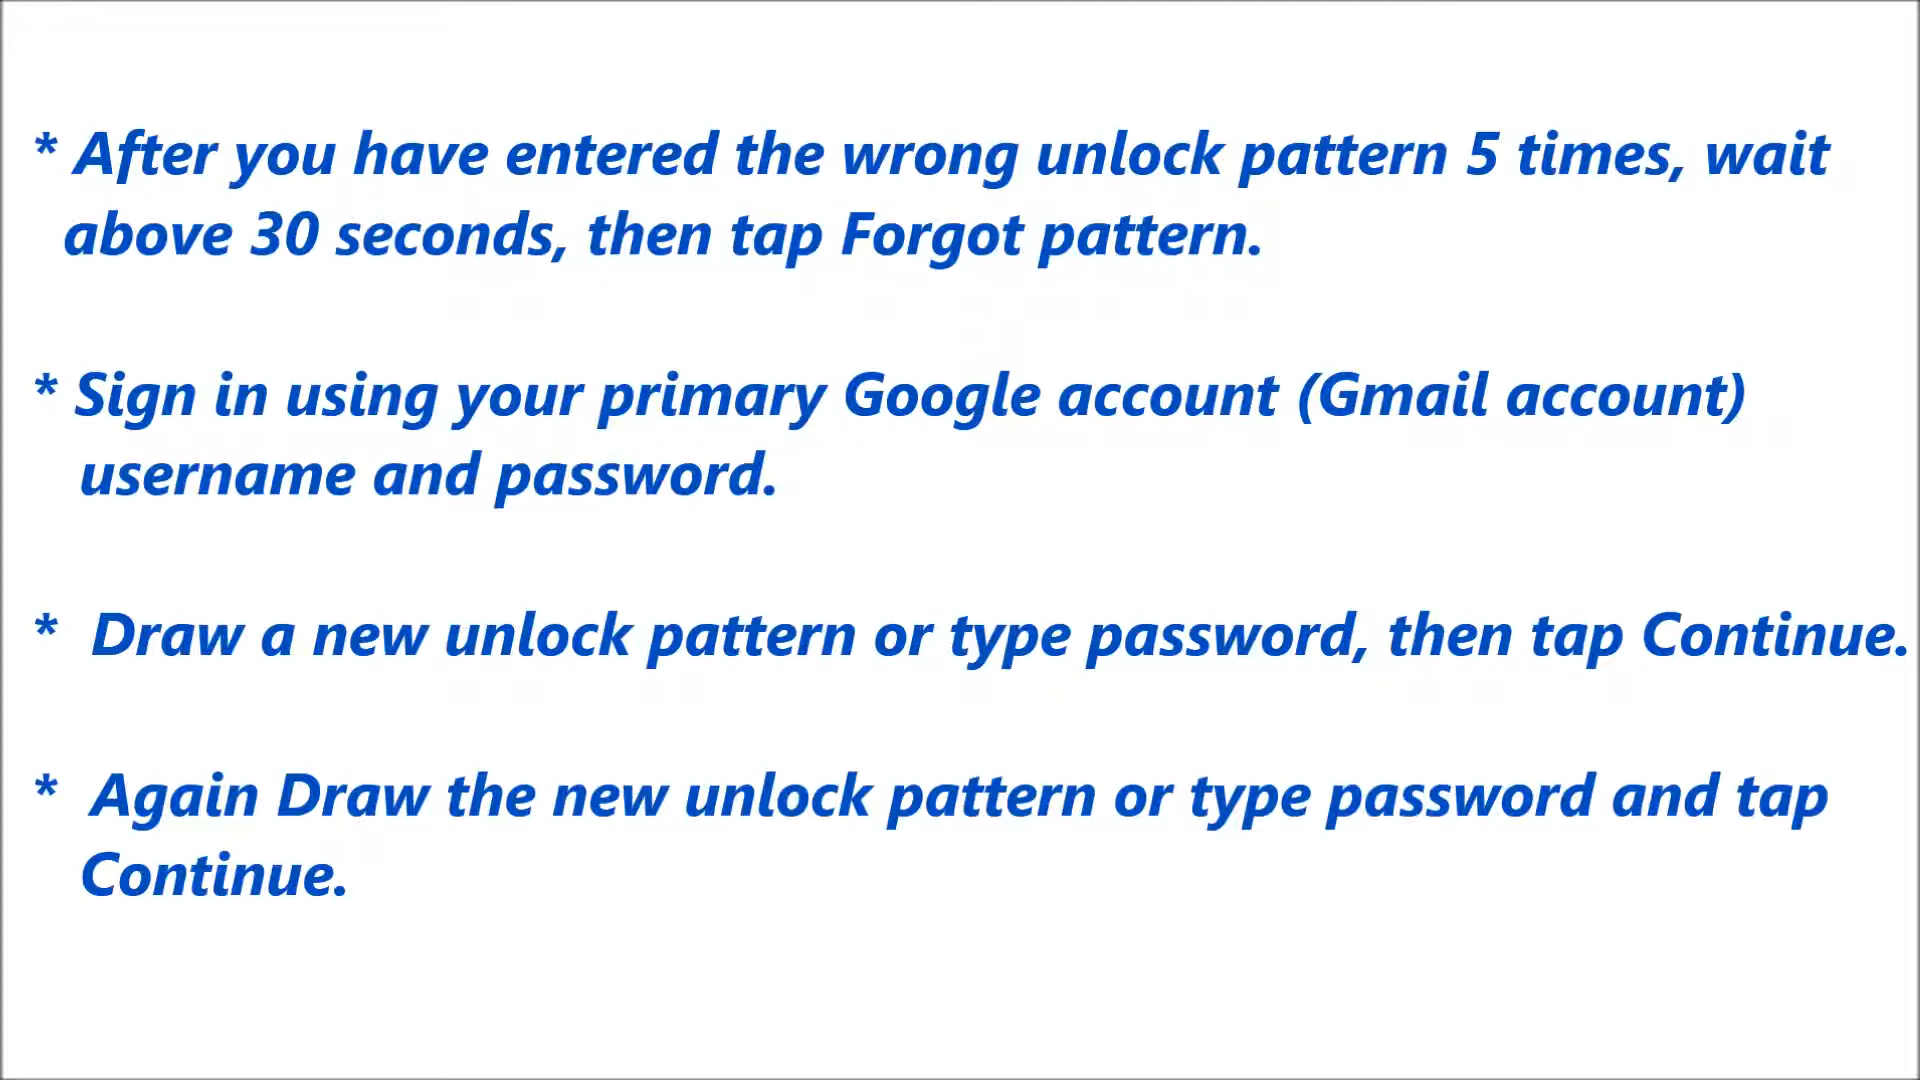 * After you have entered the wrong unlock pattern 5 times, wait
above 30 seconds, then tap Forgot pattern.
* Sign in using your primary Google account (Gmail account)
username and password.
* Draw a new unlock pattern or type password, then tap Continue.
* Again Draw the new unlock pattern or type password and tap
Continue.